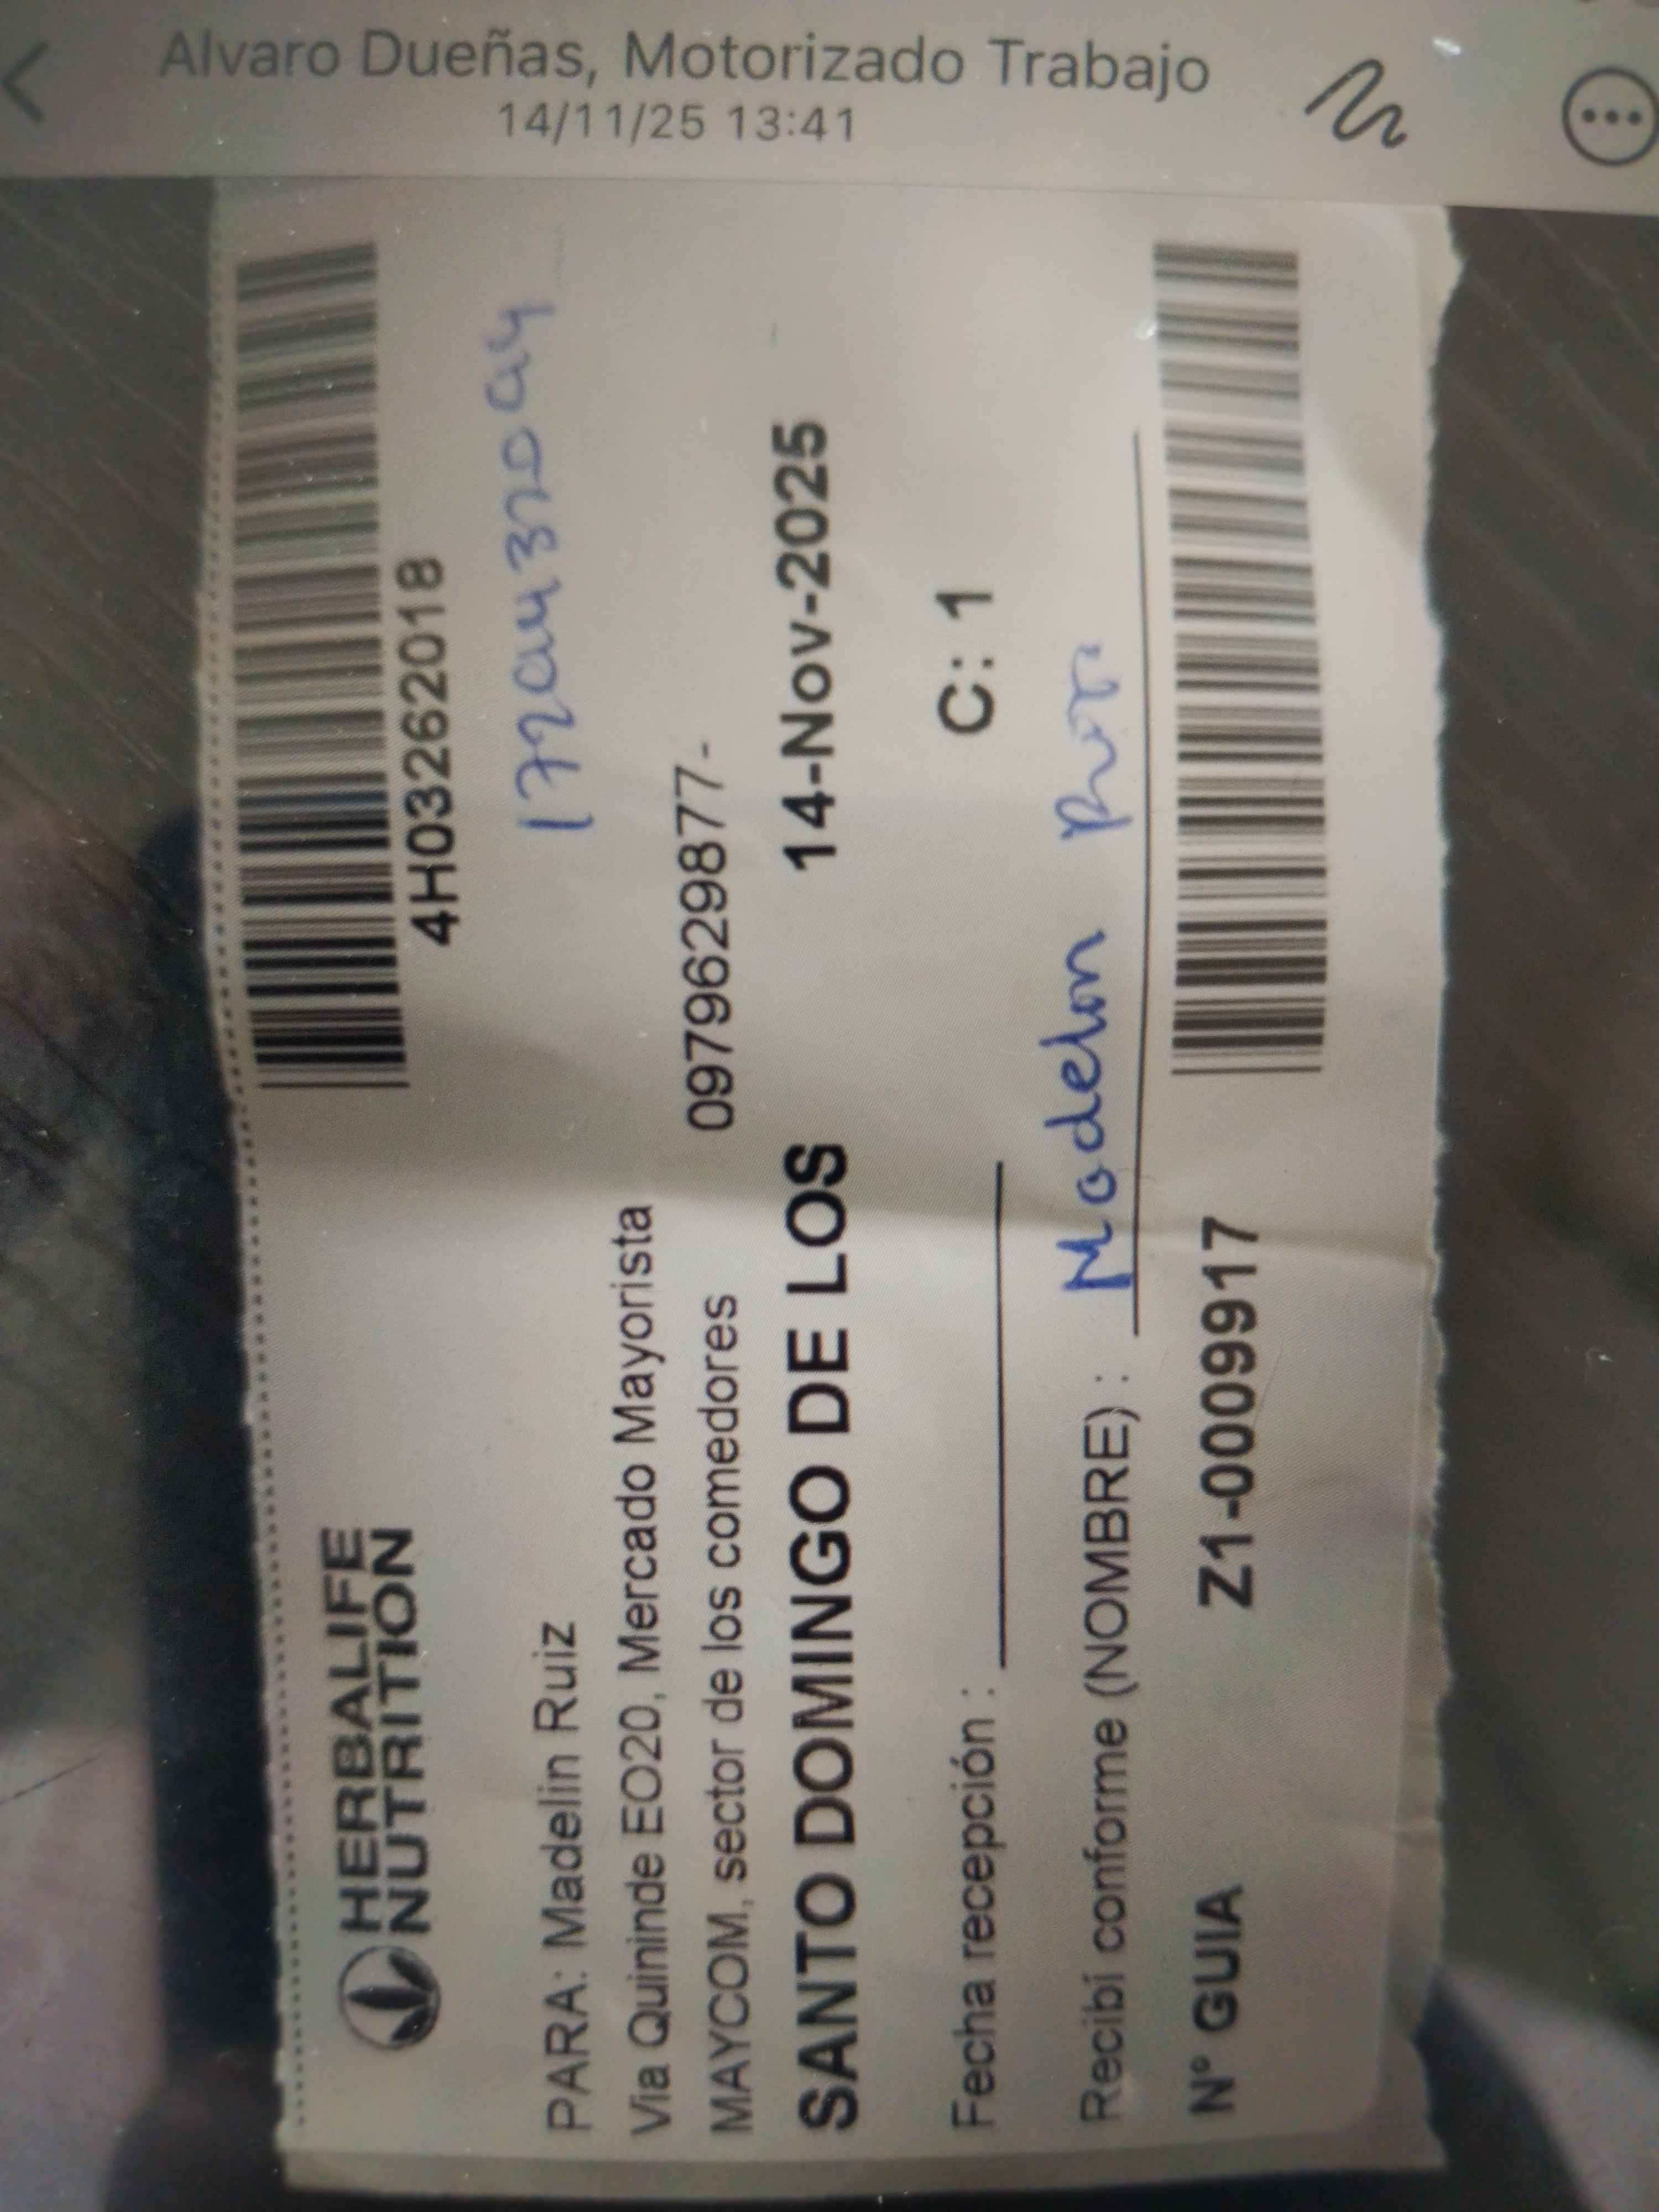 Alvaro Dueñas, Motorizado Trabajo
14/11/25 13:41
HERBALIFE
NUTRITION
4H03262018
PARA: Madelin Ruiz
Via Quininde EO20, Mercado Mayorista
MAYCOM, sector de los comedores
0979629877-
SANTO DOMINGO DE LOS
14-Nov-2025
Fecha recepción :
C: 1
Recibí conforme (NOMBRE) : Madelin
N° GUIA
Z1-0009917